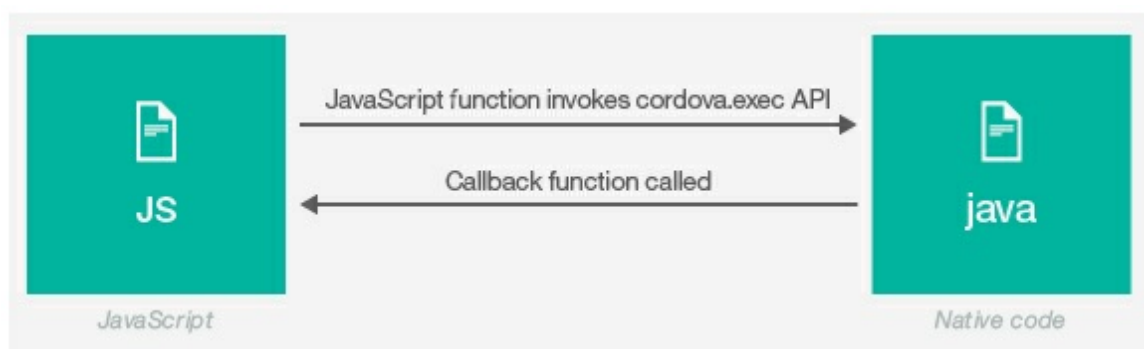 JavaScript function invokes cordova.exec API
Callback function called
JS
java
JavaScript
Native code